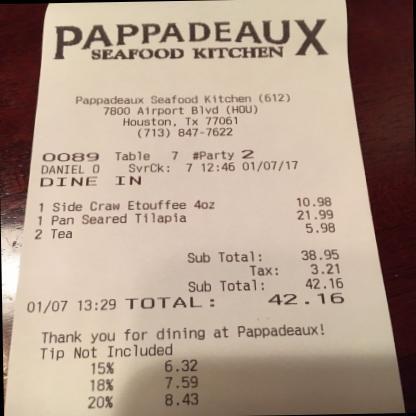 PAPPADEAUX
SEAFOOD KITCHEN
Pappadeaux Seafood Kitchen (612)
7800 Airport Blvd (HOU)
Houston, Tx 77061
(713) 847-7622
0089 Table 7 #Party 2
DANIEL O SvrCk: 7 12:46 01/07/17
DINE IN
1 Side Craw Etouffee 4oz 10.98
1 Pan Seared Tilapia 21.99
2 Tea 5.98
Sub Total: 38.95
Tax: 3.21
Sub Total: 42.16
01/07 13:29 TOTAL: 42.16
Thank you for dining at Pappadeaux!
Tip Not Included
15% 6.32
18% 7.59
20% 8.43